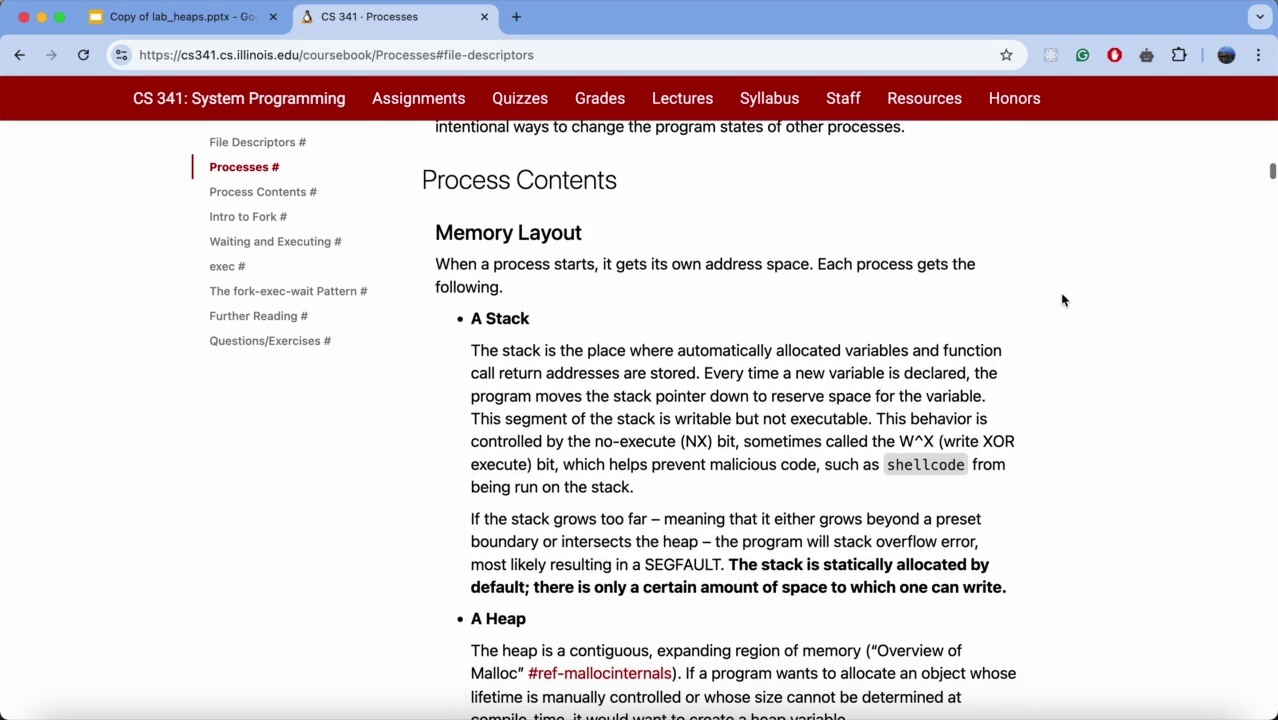 Copy of lab_heaps.pptx - Goo
CS 341 · Processes
https://cs341.cs.illinois.edu/coursebook/Processes#file-descriptors
CS 341: System Programming Assignments Quizzes Grades Lectures Syllabus Staff Resources Honors
File Descriptors #
Processes #
Process Contents #
Intro to Fork #
Waiting and Executing #
exec #
The fork-exec-wait Pattern #
Further Reading #
Questions/Exercises #
intentional ways to change the program states of other processes.
Process Contents
Memory Layout
When a process starts, it gets its own address space. Each process gets the
following.
• A Stack
The stack is the place where automatically allocated variables and function
call return addresses are stored. Every time a new variable is declared, the
program moves the stack pointer down to reserve space for the variable.
This segment of the stack is writable but not executable. This behavior is
controlled by the no-execute (NX) bit, sometimes called the W^X (write XOR
execute) bit, which helps prevent malicious code, such as shellcode from
being run on the stack.
If the stack grows too far – meaning that it either grows beyond a preset
boundary or intersects the heap – the program will stack overflow error,
most likely resulting in a SEGFAULT. The stack is statically allocated by
default; there is only a certain amount of space to which one can write.
• A Heap
The heap is a contiguous, expanding region of memory (“Overview of
Malloc” #ref-mallocinternals). If a program wants to allocate an object whose
lifetime is manually controlled or whose size cannot be determined at
compile-time, it would want to create a heap variable.